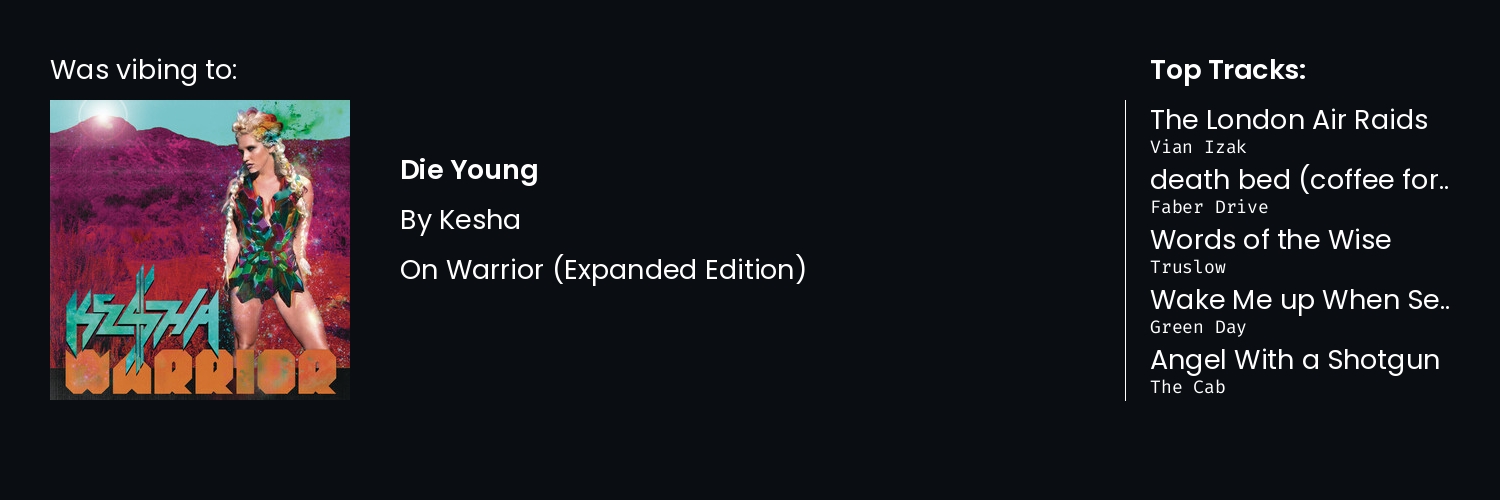 Was vibing to:
KE$HA
WARRIOR
Die Young
By Kesha
On Warrior (Expanded Edition)
Top Tracks:
The London Air Raids
Vian Izak
death bed (coffee for..
Faber Drive
Words of the Wise
Truslow
Wake Me up When Se..
Green Day
Angel With a Shotgun
The Cab